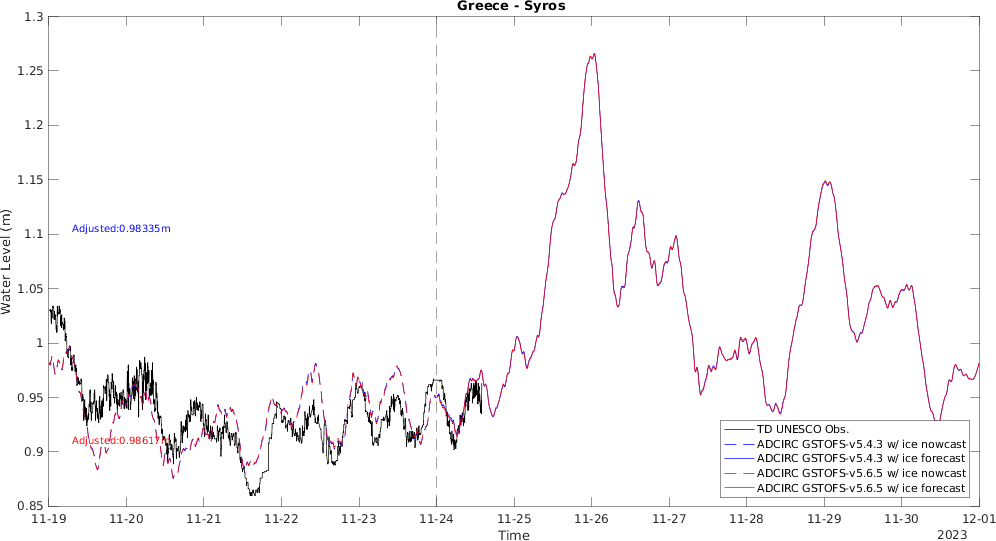 Greece - Syros
1.3
1.25
1.2
1.15
1.1
1.05
1
0.95
0.9
0.85
Water Level (m)
Adjusted:0.98335m
Adjusted:0.98617m
TD UNESCO Obs.
ADCIRC GSTOFS-v5.4.3 w/ ice nowcast
ADCIRC GSTOFS-v5.4.3 w/ ice forecast
ADCIRC GSTOFS-v5.6.5 w/ ice nowcast
ADCIRC GSTOFS-v5.6.5 w/ ice forecast
11-19 11-20 11-21 11-22 11-23 11-24 11-25 11-26 11-27 11-28 11-29 11-30 12-01
Time
2023